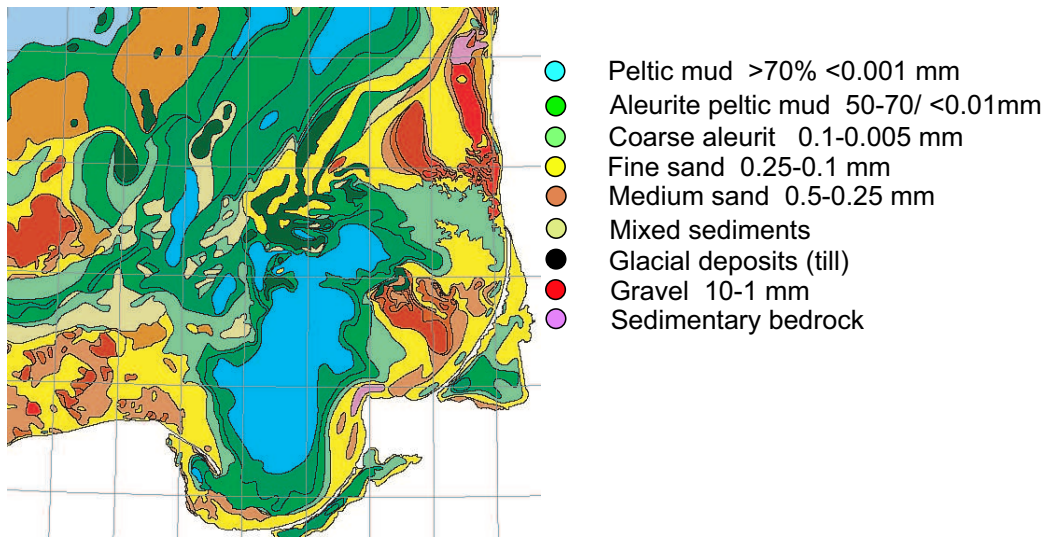 Peltic mud >70% <0.001 mm
Aleurite peltic mud 50-70/ <0.01mm
Coarse aleurit 0.1-0.005 mm
Fine sand 0.25-0.1 mm
Medium sand 0.5-0.25 mm
Mixed sediments
Glacial deposits (till)
Gravel 10-1 mm
Sedimentary bedrock